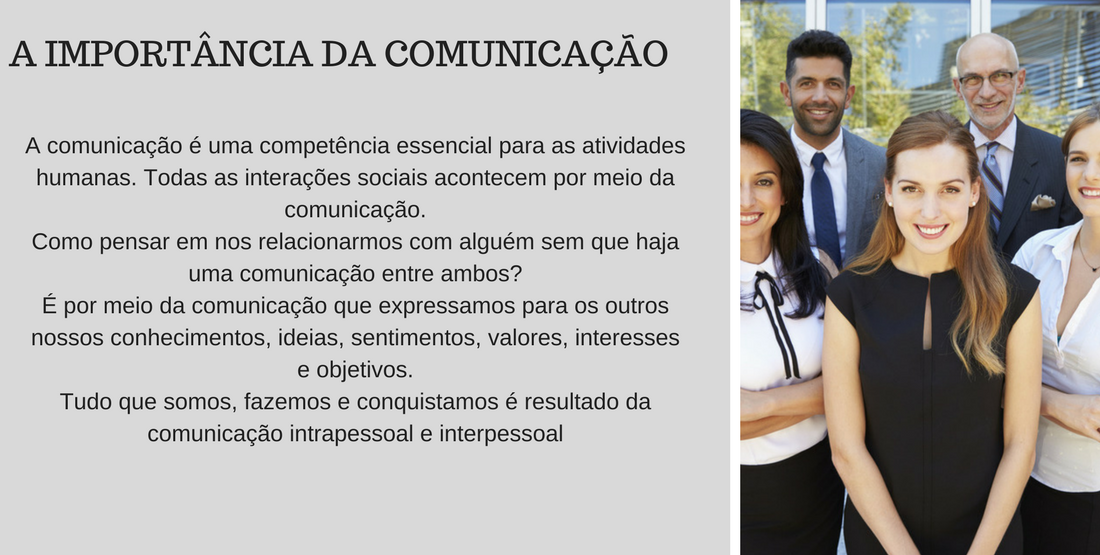 A IMPORTÂNCIA DA COMUNICAÇÃO
A comunicação é uma competência essencial para as atividades
humanas. Todas as interações sociais acontecem por meio da
comunicação.
Como pensar em nos relacionarmos com alguém sem que haja
uma comunicação entre ambos?
É por meio da comunicação que expressamos para os outros
nossos conhecimentos, ideias, sentimentos, valores, interesses
e objetivos.
Tudo que somos, fazemos e conquistamos é resultado da
comunicação intrapessoal e interpessoal